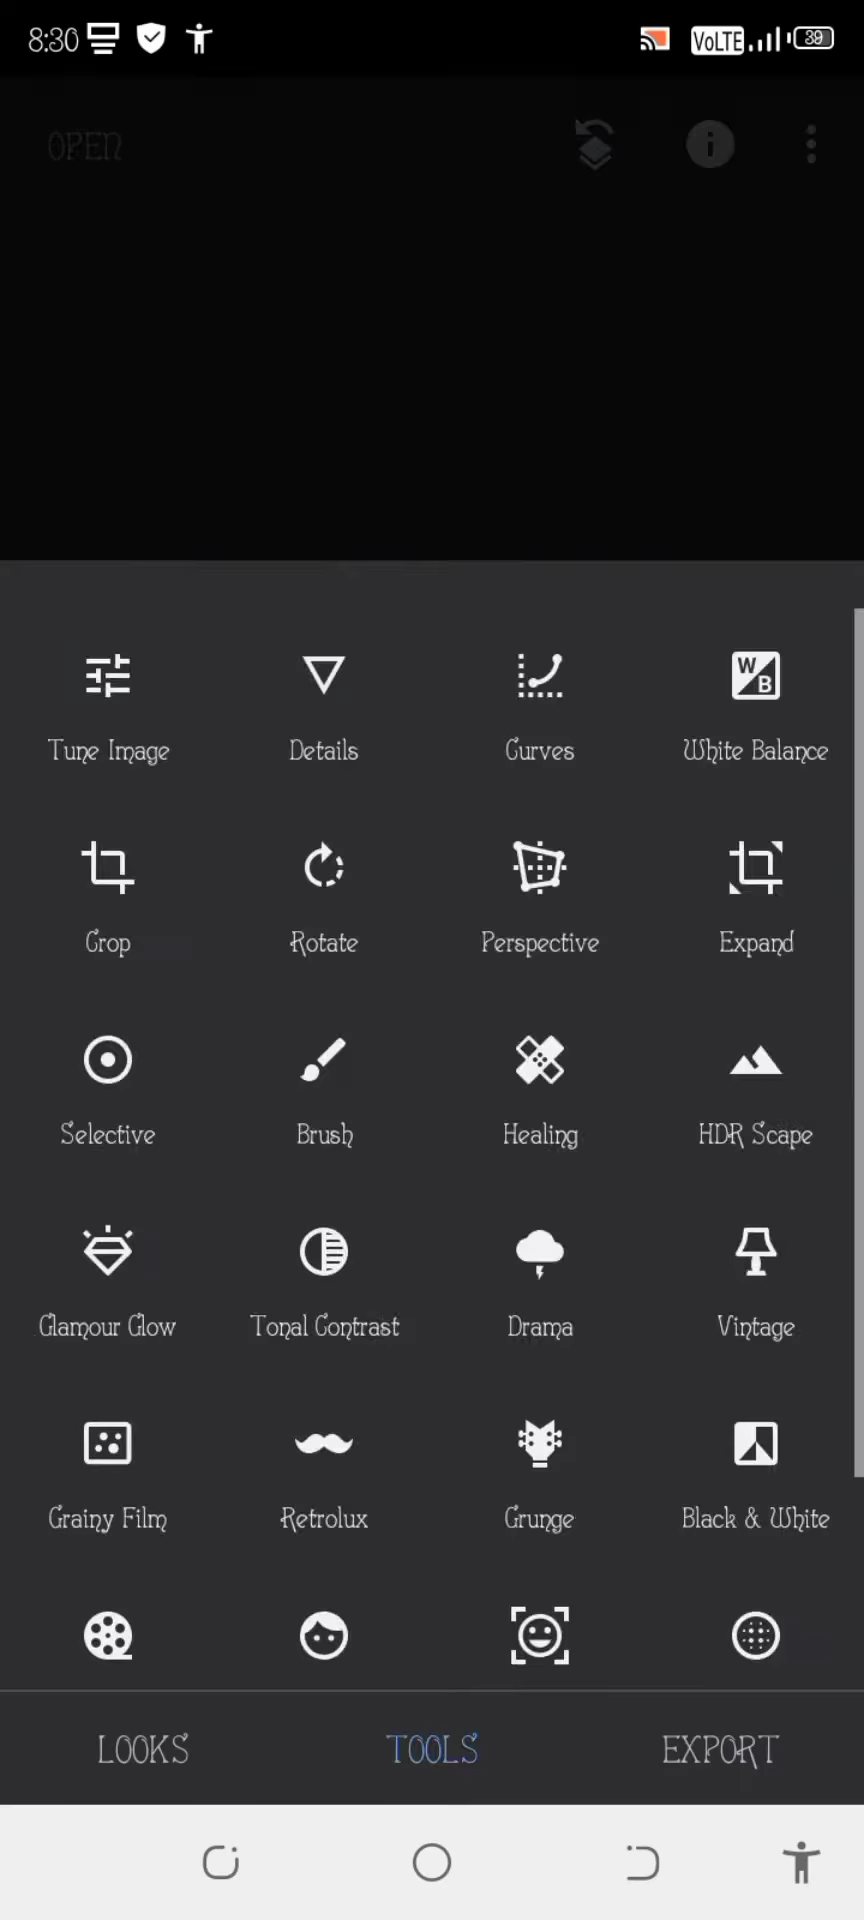 8:30 VoLTE 39
OPEN
Tune Image Details Curves White Balance
Crop Rotate Perspective Expand
Selective Brush Healing HDR Scape
Glamour Glow Tonal Contrast Drama Vintage
Grainy Film Retrolux Grunge Black & White
LOOKS TOOLS EXPORT